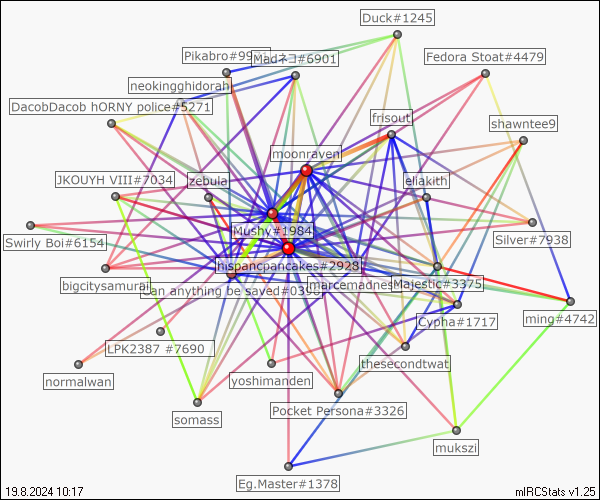 Duck#1245
Pikabro#99
Madネコ#6901
Fedora Stoat#4479
neokingghidorah
DacobDacob hORNY police#5271
frisout
shawntee9
moonraven
JKOUYH VIII#7034
zebula
eliakith
Mushy#1984
Swirly Boi#6154
Silver#7938
hispancpancakes#2928
bigcitysamurai
Can anything be saved#0390
marcemadnes
Majestic#3375
Cypha#1717
ming#4742
LPK2387 #7690
thesecondtwat
normalwan
yoshimanden
somass
Pocket Persona#3326
mukszi
Eg.Master#1378
19.8.2024 10:17
mIRCStats v1.25